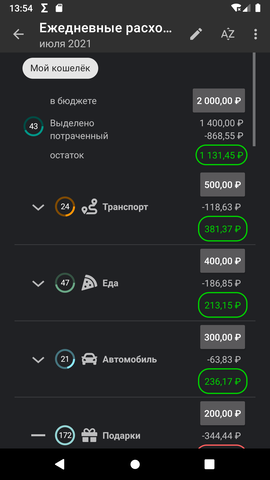 13:54
Ежедневные расхо...
июля 2021
AZ
Мой кошелёк
в бюджете 2 000,00 ₽
43 Выделено 1 400,00 ₽
потраченный -868,55 ₽
остаток 1 131,45 ₽
500,00 ₽
24 Транспорт -118,63 ₽
381,37 ₽
400,00 ₽
47 Еда -186,85 ₽
213,15 ₽
300,00 ₽
21 Автомобиль -63,83 ₽
236,17 ₽
200,00 ₽
172 Подарки -344,44 ₽